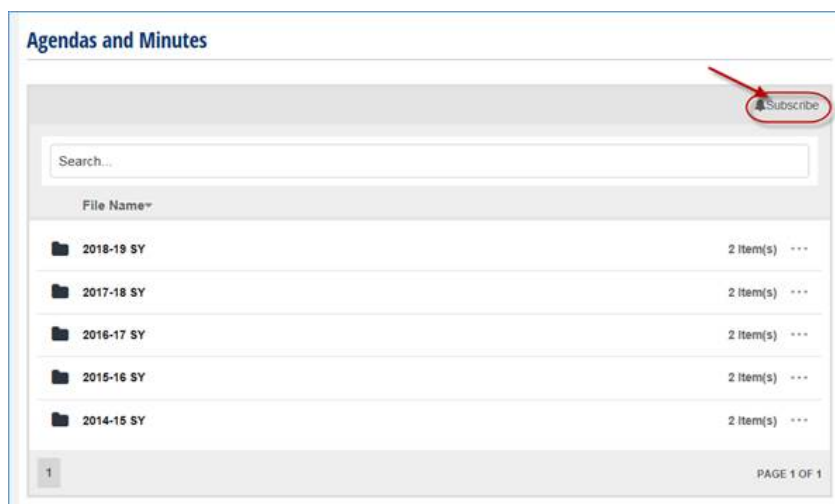 Agendas and Minutes
Subscribe
Search...
File Name
2018-19 SY 2 Item(s) ...
2017-18 SY 2 Item(s) ...
2016-17 SY 2 Item(s) ...
2015-16 SY 2 Item(s) ...
2014-15 SY 2 Item(s) ...
1 PAGE 1 OF 1